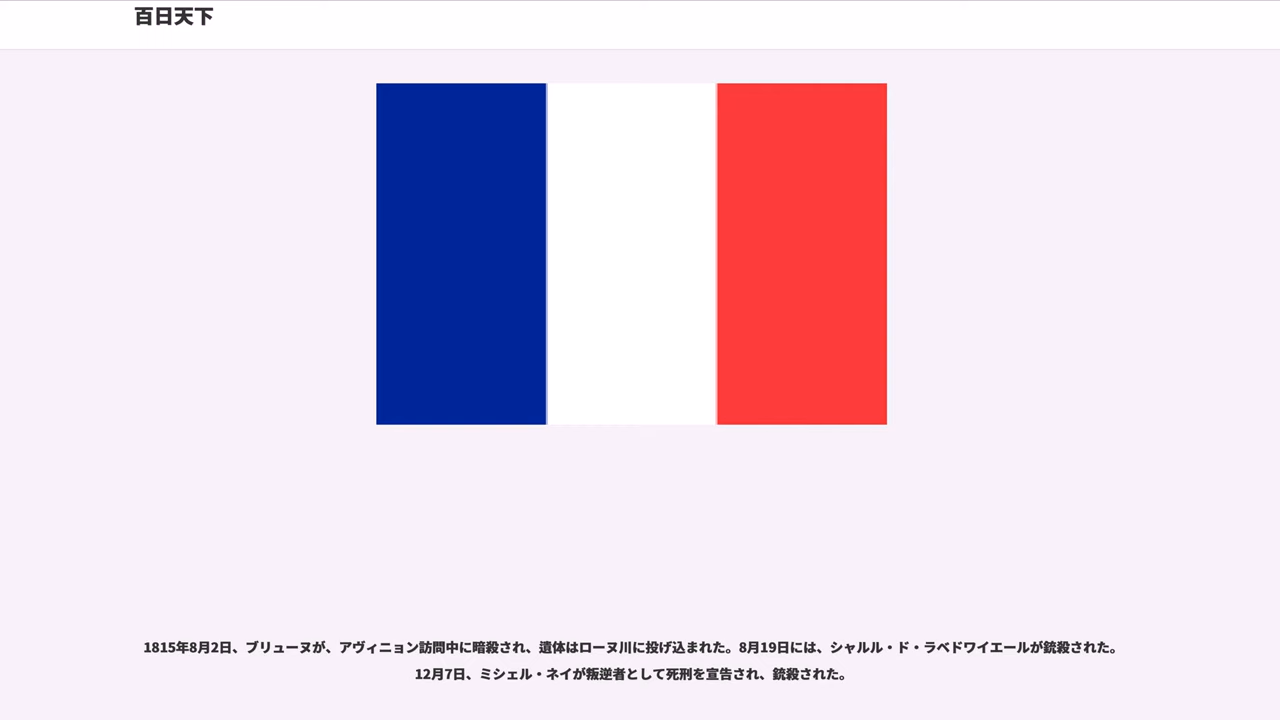 百日天下
1815年8月2日、ブリューヌが、アヴィニョン訪問中に暗殺され、遺体はローヌ川に投げ込まれた。8月19日には、シャルル・ド・ラベドワイエールが銃殺された。
12月7日、ミシェル・ネイが叛逆者として死刑を宣告され、銃殺された。